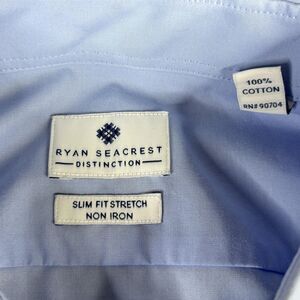 100%
COTTON
RN# 90704
RYAN SEACREST
DISTINCTION
SLIM FIT STRETCH
NON IRON